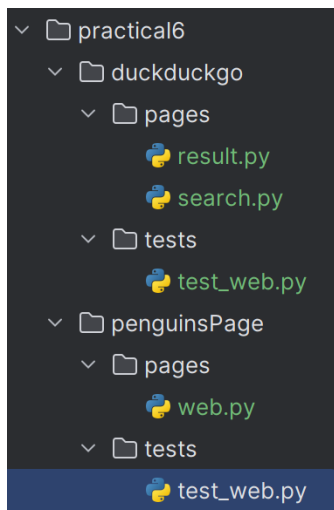 practical6
duckduckgo
pages
result.py
search.py
tests
test_web.py
penguinsPage
pages
web.py
tests
test_web.py